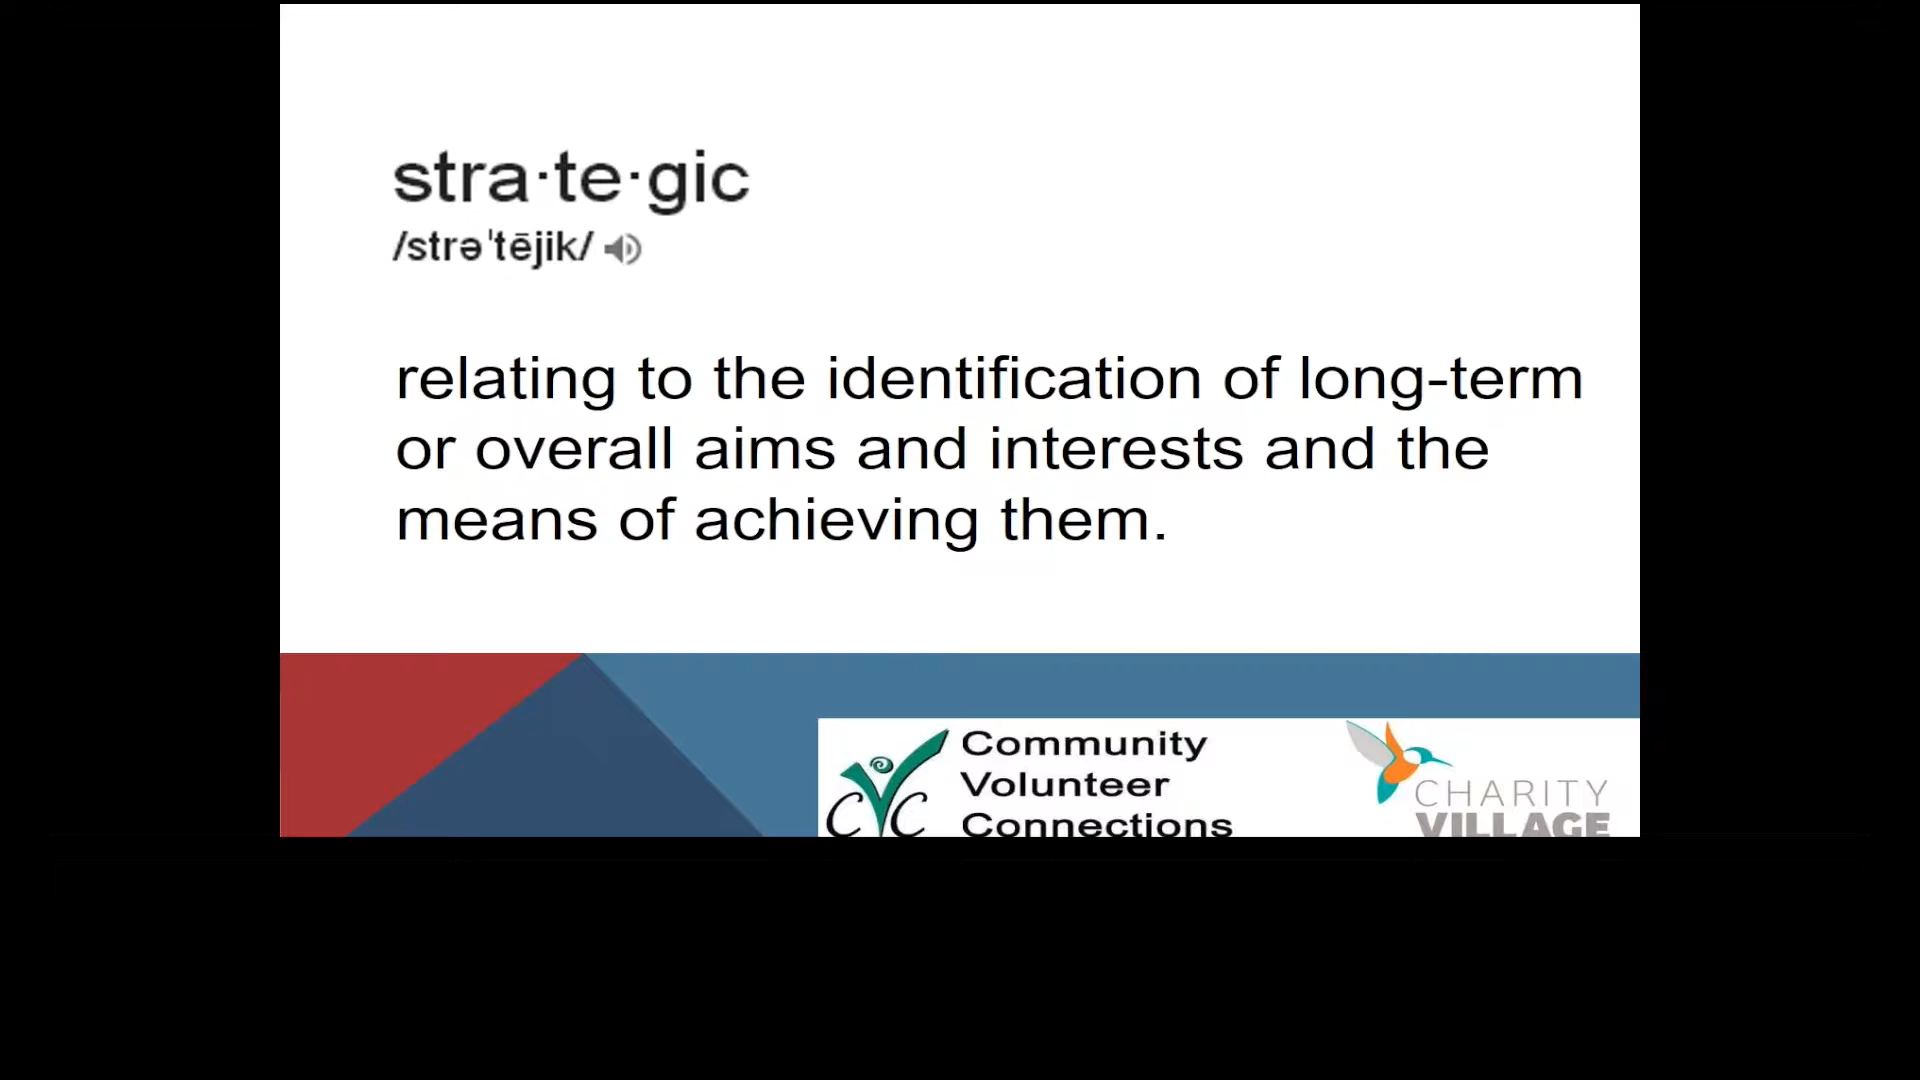 stra·te·gic
/strəˈtējik/
relating to the identification of long-term
or overall aims and interests and the
means of achieving them.
CVC
Community
Volunteer
Connections
CHARITY
VILLAGE